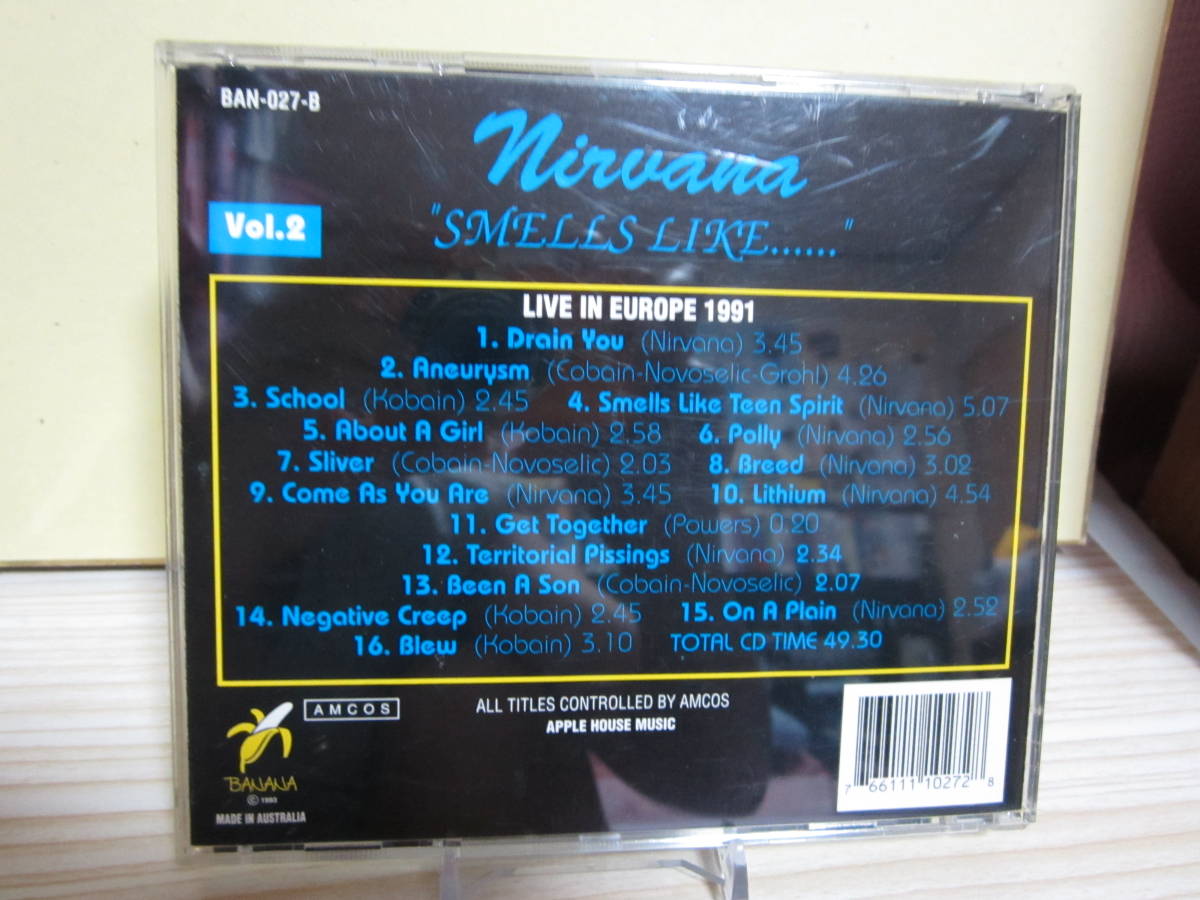 BAN-027-B
Nirvana
Vol.2
"SMELLS LIKE......"
LIVE IN EUROPE 1991
1. Drain You (Nirvana) 3.45
2. Aneurysm (Cobain-Novoselic-Grohl) 4.26
3. School (Kobain) 2.45 4. Smells Like Teen Spirit (Nirvana) 5.07
5. About A Girl (Kobain) 2.58 6. Polly (Nirvana) 2.56
7. Sliver (Cobain-Novoselic) 2.03 8. Breed (Nirvana) 3.02
9. Come As You Are (Nirvana) 3.45 10. Lithium (Nirvana) 4.54
11. Get Together (Powers) 0.20
12. Territorial Pissings (Nirvana) 2.34
13. Been A Son (Cobain-Novoselic) 2.07
14. Negative Creep (Kobain) 2.45 15. On A Plain (Nirvana) 2.52
16. Blew (Kobain) 3.10 TOTAL CD TIME 49.30
AMCOS
ALL TITLES CONTROLLED BY AMCOS
APPLE HOUSE MUSIC
BANANA
© 1993
MADE IN AUSTRALIA
7 66111 10272 8